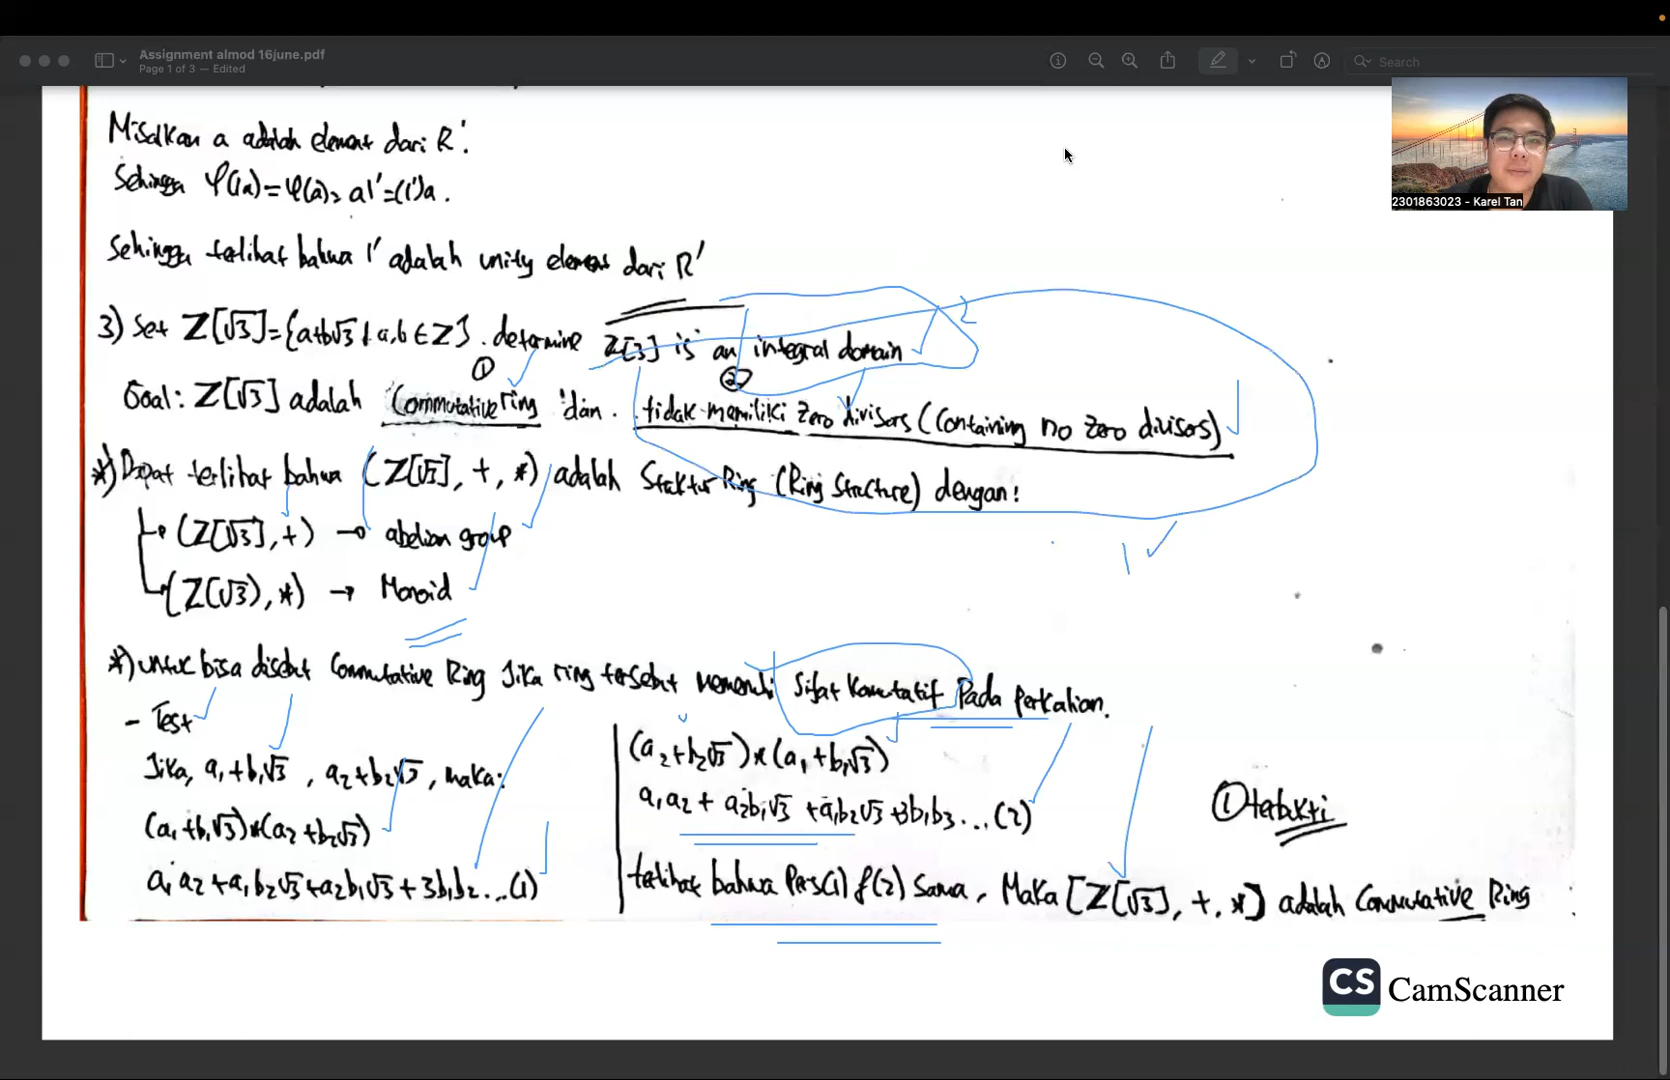 Assignment almod 16june.pdf
Page 1 of 3 — Edited
Search
2301863023 - Karel Tan
Misalkan a adalah element dari R'.
Sehingga φ(1a)=φ(a)= a1'=(1')a.
Sehingga terlihat bahwa 1' adalah unity element dari R'
3) Set Z[√3]={a+b√3 | a,b ∈ Z}. determine Z[3] is an integral domain
① ②
Goal: Z[√3] adalah Commutative ring dan. tidak memiliki Zero divisors (Containing no zero divisors)
*) Dapat terlihat bahwa (Z[√3], +, *) adalah Struktur Ring (Ring Structure) dengan:
(Z[√3], +) → abelian group
(Z[√3), *) → Monoid
*) Untuk bisa disebut Commutative Ring Jika ring tersebut memenuhi Sifat Komutatif Pada Perkalian.
- Test
Jika, a₁+b₁√3 , a₂+b₂√3, maka:
(a₁+b₁√3)*(a₂+b₂√3)
a₁a₂+a₁b₂√3+a₂b₁√3+3b₁b₂...(1)
(a₂+b₂√3)*(a₁+b₁√3)
a₁a₂+ a₂b₁√3 +a₁b₂√3+3b₁b₃...(2)
terlihat bahwa Pers(1) & (2) Sama, Maka [Z[√3], +, *] adalah Commutative Ring
① terbukti
2
1
CS CamScanner